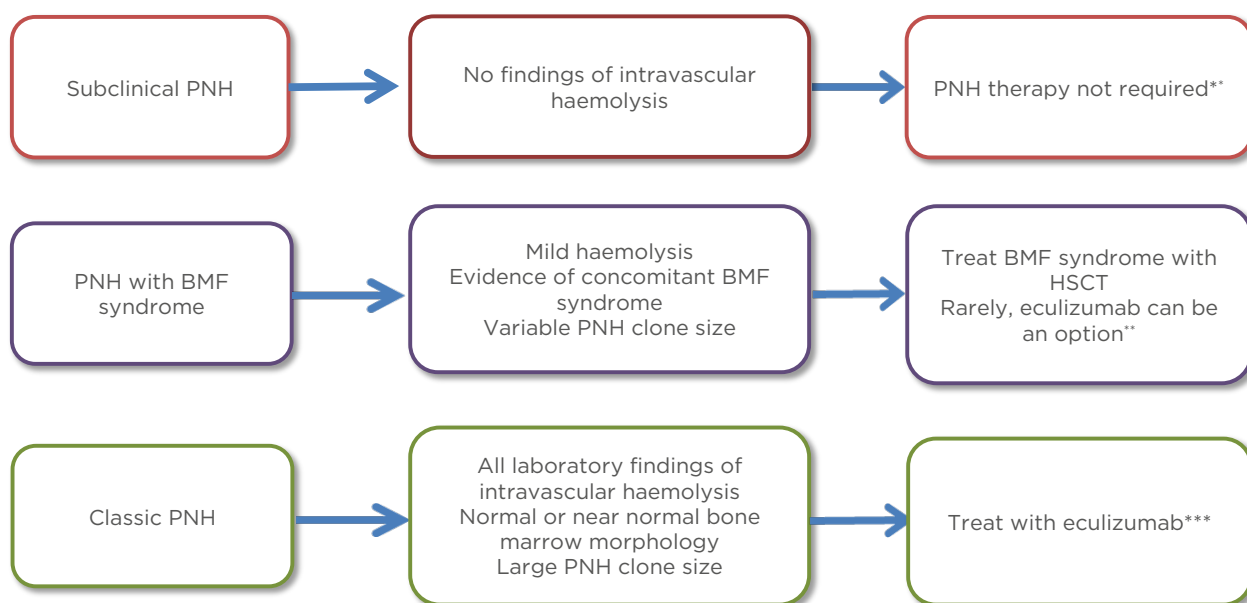 Subclinical PNH
No findings of intravascular
haemolysis
PNH therapy not required**
PNH with BMF
syndrome
Mild haemolysis
Evidence of concomitant BMF
syndrome
Variable PNH clone size
Treat BMF syndrome with
HSCT
Rarely, eculizumab can be
an option**
Classic PNH
All laboratory findings of
intravascular haemolysis
Normal or near normal bone
marrow morphology
Large PNH clone size
Treat with eculizumab***